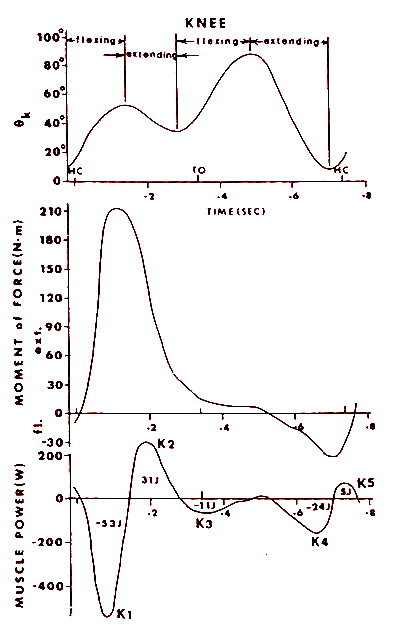 KNEE
flexing extending flexing extending
100°
80°
60°
40°
20°
0
θk
HC TO HC
.2 .4 .6 .8
TIME(SEC)
MOMENT of FORCE(N·m)
fl. ext.
210
180
150
120
90
60
30
0
-30
.2 .4 .6 .8
MUSCLE POWER(W)
200
0
-200
-400
K2
31J
-53J
K1
-11J
K3
-24J
K4
5J
K5
.2 .4 .6 .8